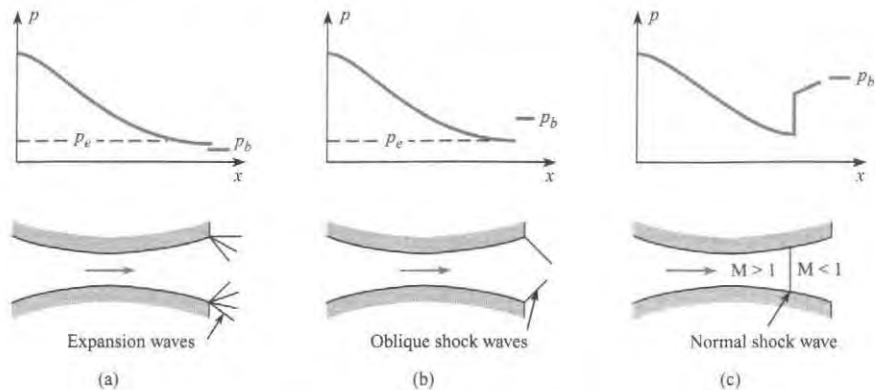 p
p
p
p_e
p_b
x
p_e
p_b
x
p_b
x
M > 1 M < 1
Expansion waves
Oblique shock waves
Normal shock wave
(a)
(b)
(c)